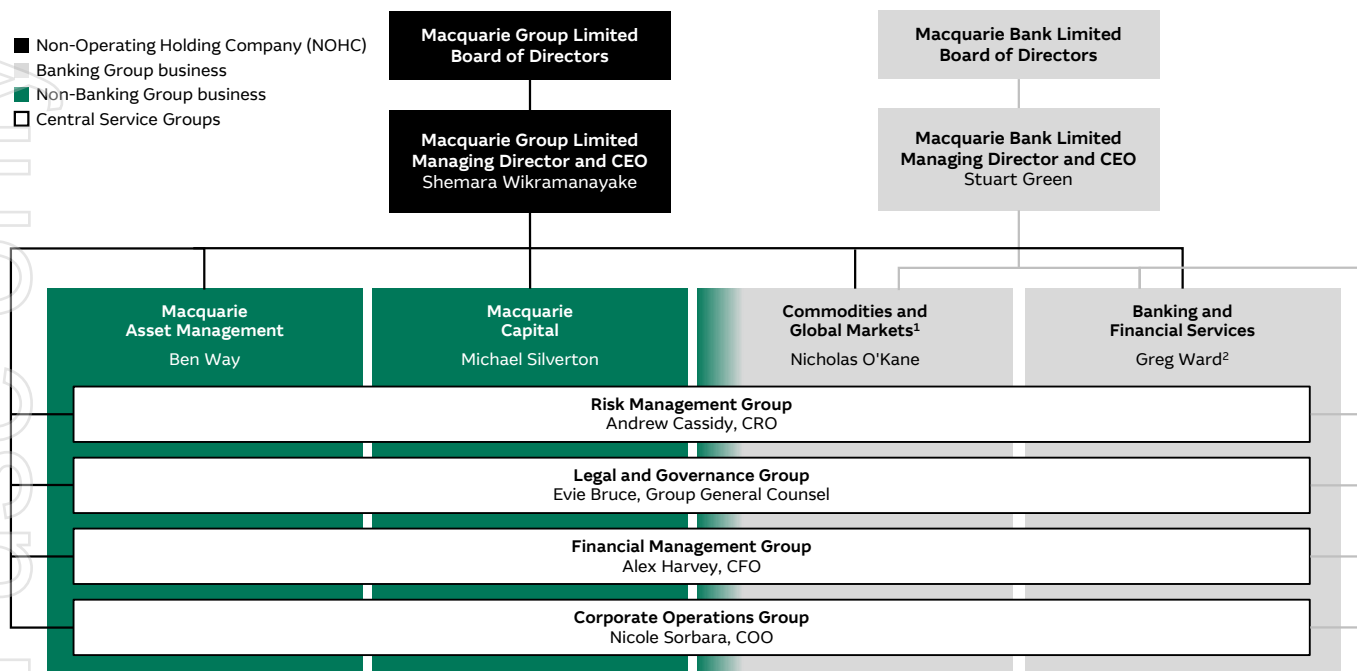 Non-Operating Holding Company (NOHC)
Banking Group business
Non-Banking Group business
Central Service Groups
Macquarie Group Limited
Board of Directors
Macquarie Bank Limited
Board of Directors
Macquarie Group Limited
Managing Director and CEO
Shemara Wikramanayake
Macquarie Bank Limited
Managing Director and CEO
Stuart Green
Macquarie
Asset Management
Ben Way
Macquarie
Capital
Michael Silverton
Commodities and
Global Markets¹
Nicholas O'Kane
Banking and
Financial Services
Greg Ward²
Risk Management Group
Andrew Cassidy, CRO
Legal and Governance Group
Evie Bruce, Group General Counsel
Financial Management Group
Alex Harvey, CFO
Corporate Operations Group
Nicole Sorbara, COO